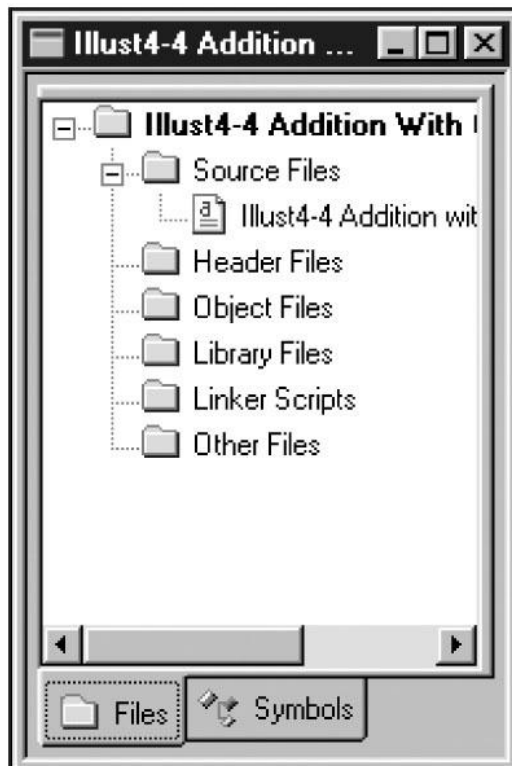 Illust4-4 Addition ...
Illust4-4 Addition With
Source Files
Illust4-4 Addition wit
Header Files
Object Files
Library Files
Linker Scripts
Other Files
Files
Symbols